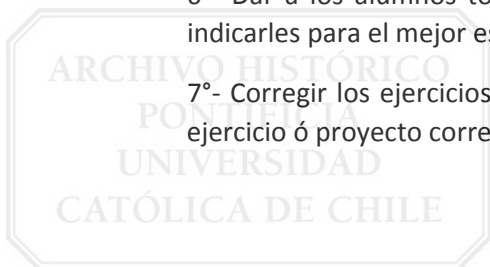 indicarles para el mejor
ARCHIVO HISTÓRICO
7°- Corregir los ejercicios
PONTIFICIA
ejercicio ó proyecto
UNIVERSIDAD
CATÓLICA DE CHILE